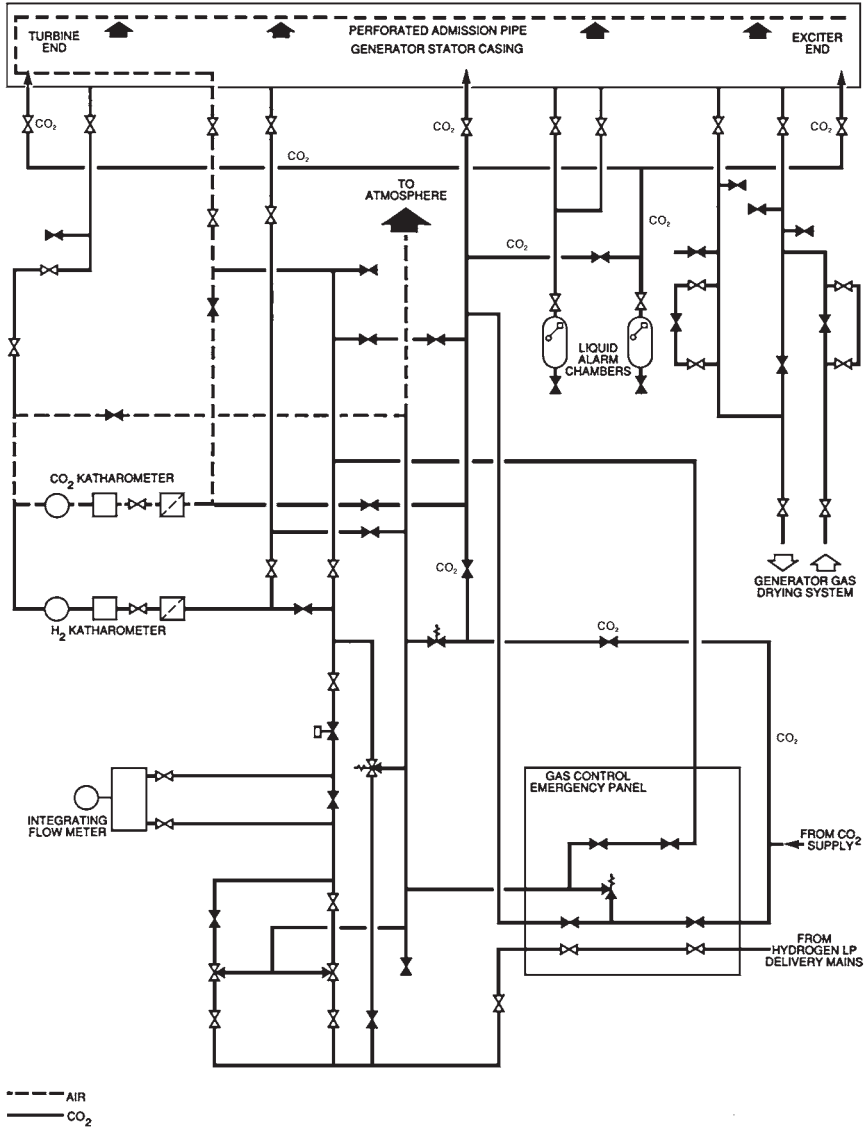 PERFORATED ADMISSION PIPE
GENERATOR STATOR CASING
TURBINE
END
EXCITER
END
CO₂
CO₂
CO₂
CO₂
TO
ATMOSPHERE
CO₂
CO₂
LIQUID
ALARM
CHAMBERS
CO₂ KATHAROMETER
CO₂
GENERATOR GAS
DRYING SYSTEM
H₂ KATHAROMETER
CO₂
CO₂
GAS CONTROL
EMERGENCY PANEL
INTEGRATING
FLOW METER
FROM CO₂
SUPPLY
FROM
HYDROGEN LP
DELIVERY MAINS
AIR
CO₂